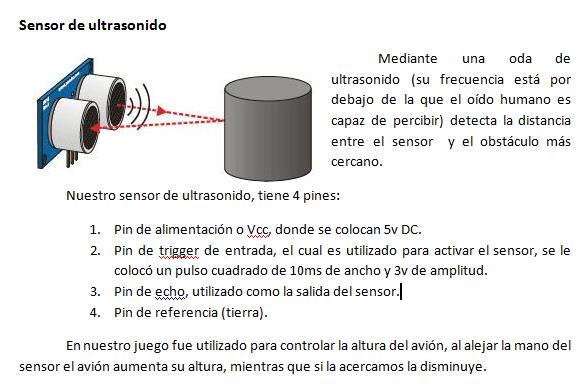 Sensor de ultrasonido
Mediante una oda de
ultrasonido (su frecuencia está por
debajo de la que el oído humano es
capaz de percibir) detecta la distancia
entre el sensor y el obstáculo más
cercano.
Nuestro sensor de ultrasonido, tiene 4 pines:
1. Pin de alimentación o Vcc, donde se colocan 5v DC.
2. Pin de trigger de entrada, el cual es utilizado para activar el sensor, se le
colocó un pulso cuadrado de 10ms de ancho y 3v de amplitud.
3. Pin de echo, utilizado como la salida del sensor.
4. Pin de referencia (tierra).
En nuestro juego fue utilizado para controlar la altura del avión, al alejar la mano del
sensor el avión aumenta su altura, mientras que si la acercamos la disminuye.